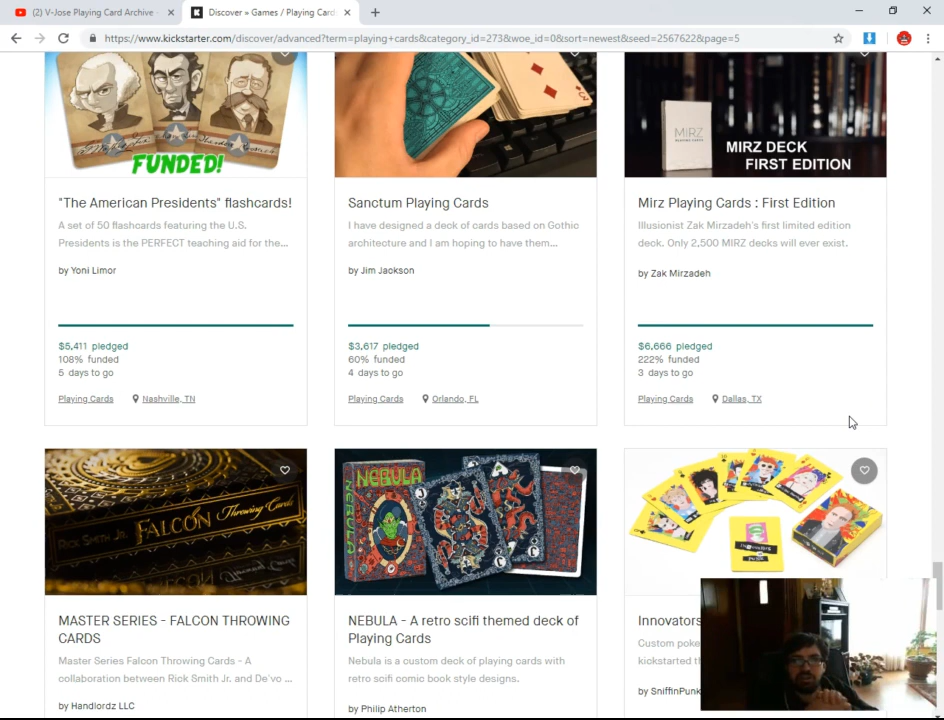 (2) V-Jose Playing Card Archive
Discover » Games / Playing Card
https://www.kickstarter.com/discover/advanced?term=playing+cards&category_id=273&woe_id=0&sort=newest&seed=2567622&page=5
FUNDED!
MIRZ
MIRZ DECK
FIRST EDITION
"The American Presidents" flashcards!
Sanctum Playing Cards
Mirz Playing Cards : First Edition
A set of 50 flashcards featuring the U.S.
Presidents is the PERFECT teaching aid for the...
I have designed a deck of cards based on Gothic
architecture and I am hoping to have them...
Illusionist Zak Mirzadeh's first limited edition
deck. Only 2,500 MIRZ decks will ever exist.
by Yoni Limor
by Jim Jackson
by Zak Mirzadeh
$5,411 pledged
108% funded
5 days to go
$3,617 pledged
60% funded
4 days to go
$6,666 pledged
222% funded
3 days to go
Playing Cards
Nashville, TN
Playing Cards
Orlando, FL
Playing Cards
Dallas, TX
RICK SMITH JR. FALCON Throwing Cards
NEBULA
NEBULA
MASTER SERIES - FALCON THROWING
CARDS
NEBULA - A retro scifi themed deck of
Playing Cards
Innovators
Master Series Falcon Throwing Cards - A
collaboration between Rick Smith Jr. and De'vo ...
Nebula is a custom deck of playing cards with
retro scifi comic book style designs.
Custom poke
kickstarted t
by Handlordz LLC
by Philip Atherton
by SniffinPunk